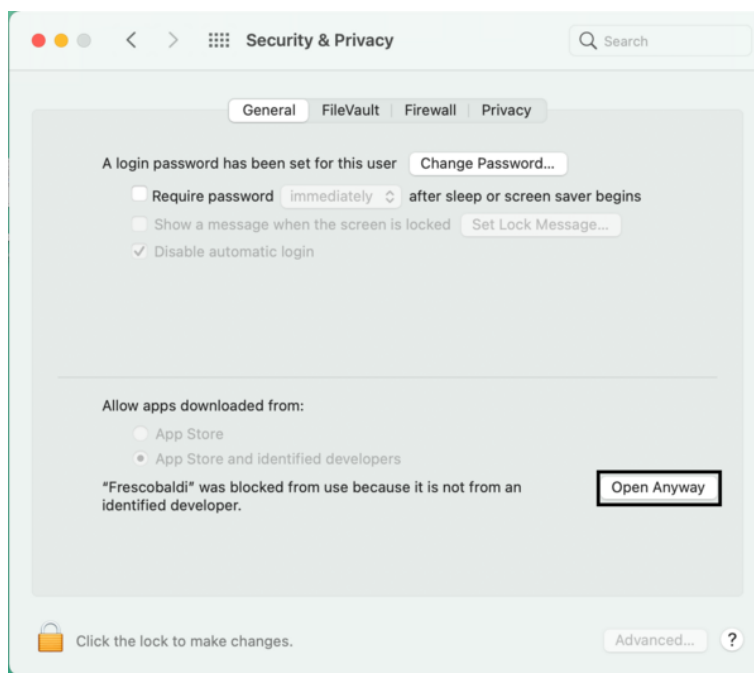 Security & Privacy
Search
General FileVault Firewall Privacy
A login password has been set for this user Change Password...
Require password immediately after sleep or screen saver begins
Show a message when the screen is locked Set Lock Message...
Disable automatic login
Allow apps downloaded from:
App Store
App Store and identified developers
“Frescobaldi” was blocked from use because it is not from an
identified developer.
Open Anyway
Click the lock to make changes.
Advanced... ?